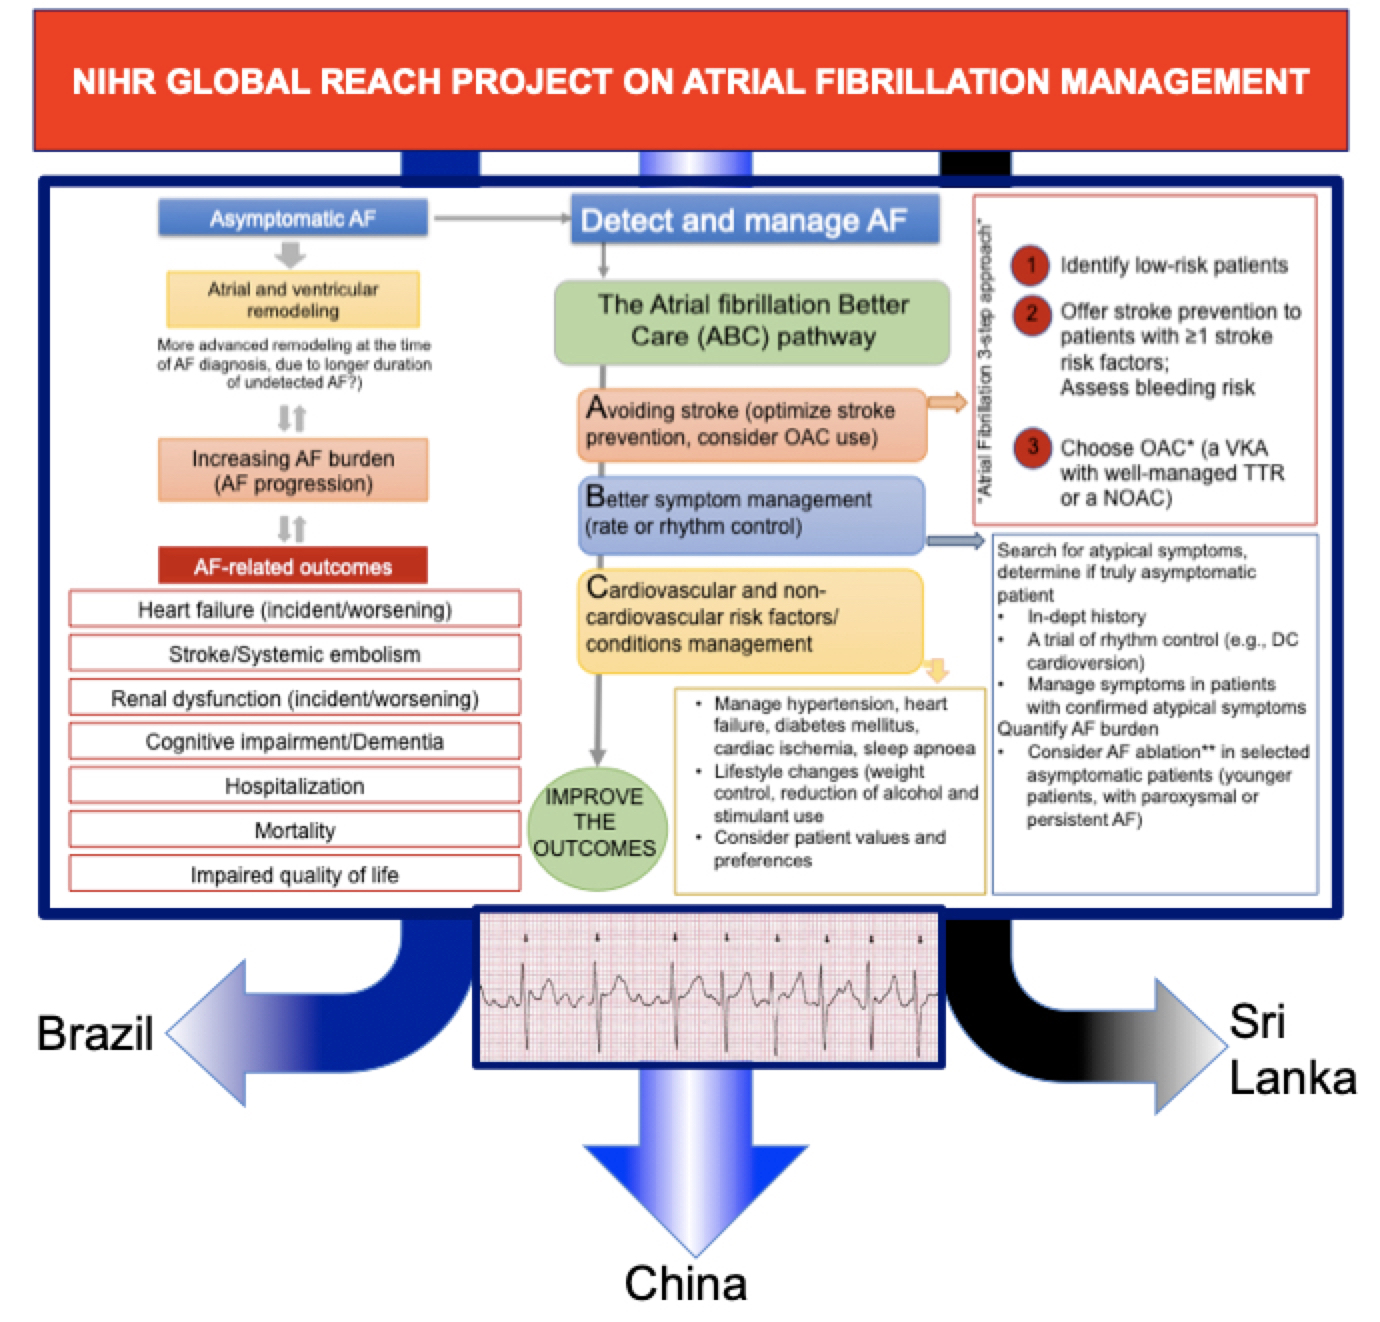 NIHR GLOBAL REACH PROJECT ON ATRIAL FIBRILLATION MANAGEMENT
Asymptomatic AF
Atrial and ventricular
remodeling
More advanced remodeling at the time
of AF diagnosis, due to longer duration
of undetected AF?)
Increasing AF burden
(AF progression)
AF-related outcomes
Heart failure (incident/worsening)
Stroke/Systemic embolism
Renal dysfunction (incident/worsening)
Cognitive impairment/Dementia
Hospitalization
Mortality
Impaired quality of life
Detect and manage AF
The Atrial fibrillation Better
Care (ABC) pathway
Avoiding stroke (optimize stroke
prevention, consider OAC use)
Better symptom management
(rate or rhythm control)
Cardiovascular and non-
cardiovascular risk factors/
conditions management
IMPROVE
THE
OUTCOMES
• Manage hypertension, heart
failure, diabetes mellitus,
cardiac ischemia, sleep apnoea
• Lifestyle changes (weight
control, reduction of alcohol and
stimulant use
• Consider patient values and
preferences
"Atrial Fibrillation 3-step approach"
1 Identify low-risk patients
2 Offer stroke prevention to
patients with ≥1 stroke
risk factors;
Assess bleeding risk
3 Choose OAC* (a VKA
with well-managed TTR
or a NOAC)
Search for atypical symptoms,
determine if truly asymptomatic
patient
• In-dept history
• A trial of rhythm control (e.g., DC
cardioversion)
• Manage symptoms in patients
with confirmed atypical symptoms
Quantify AF burden
• Consider AF ablation** in selected
asymptomatic patients (younger
patients, with paroxysmal or
persistent AF)
Brazil
China
Sri
Lanka